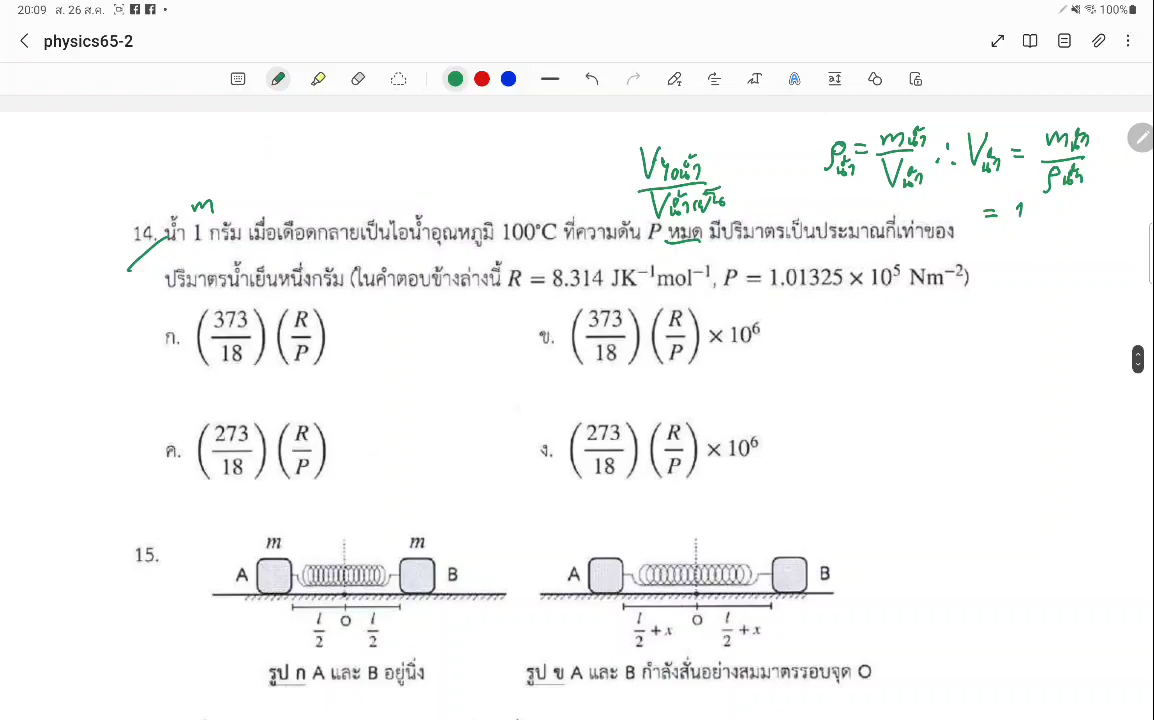 20:09 ส. 26 ส.ค. 100%
physics65-2
V ไอน้ำ / V น้ำเย็น
ρ น้ำ = m น้ำ / V น้ำ ∴ V น้ำ = m น้ำ / ρ น้ำ
= 1
m
14. น้ำ 1 กรัม เมื่อเดือดกลายเป็นไอน้ำอุณหภูมิ 100°C ที่ความดัน P หมด มีปริมาตรเป็นประมาณกี่เท่าของ
ปริมาตรน้ำเย็นหนึ่งกรัม (ในคำตอบข้างล่างนี้ R = 8.314 JK⁻¹mol⁻¹, P = 1.01325 × 10⁵ Nm⁻²)
ก. (373/18)(R/P) ข. (373/18)(R/P) × 10⁶
ค. (273/18)(R/P) ง. (273/18)(R/P) × 10⁶
15.
m m
A B A B
l/2 O l/2 l/2 + x O l/2 + x
รูป ก A และ B อยู่นิ่ง รูป ข A และ B กำลังสั่นอย่างสมมาตรรอบจุด O